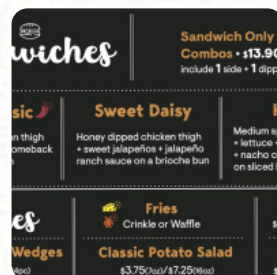 wiches
Sandwich Only
Combos • $13.90
include 1 side + 1 dipp
sic
n thigh
omeback
Sweet Daisy
Honey dipped chicken thigh
+ sweet jalapeños + jalapeño
ranch sauce on a brioche bun
Medium s
+ lettuce +
+ nacho c
on sliced
es
Fries
Crinkle or Waffle
Wedges
4pc)
Classic Potato Salad
$3.75(7oz)/$7.25(16oz)